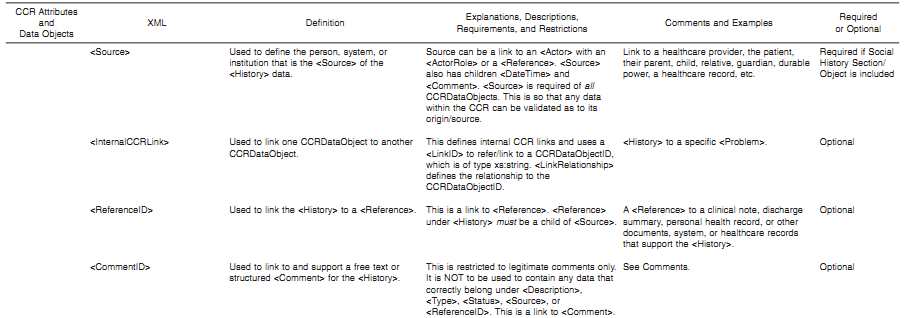 CCR Attributes
and
Data Objects
XML
Definition
Explanations, Descriptions,
Requirements, and Restrictions
Comments and Examples
Required
or Optional
<Source>
Used to define the person, system, or
institution that is the <Source> of the
<History> data.
Source can be a link to an <Actor> with an
<ActorRole> or a <Reference>. <Source>
also has children <DateTime> and
<Comment>. <Source> is required of all
CCRDataObjects. This is so that any data
within the CCR can be validated as to its
origin/source.
Link to a healthcare provider, the patient,
their parent, child, relative, guardian, durable
power, a healthcare record, etc.
Required if Social
History Section/
Object is included
<InternalCCRLink>
Used to link one CCRDataObject to another
CCRDataObject.
This defines internal CCR links and uses a
<LinkID> to refer/link to a CCRDataObjectID,
which is of type xs:string. <LinkRelationship>
defines the relationship to the
CCRDataObjectID.
<History> to a specific <Problem>.
Optional
<ReferenceID>
Used to link the <History> to a <Reference>.
This is a link to <Reference>. <Reference>
under <History> must be a child of <Source>.
A <Reference> to a clinical note, discharge
summary, personal health record, or other
documents, system, or healthcare records
that support the <History>.
Optional
<CommentID>
Used to link to and support a free text or
structured <Comment> for the <History>.
This is restricted to legitimate comments only.
It is NOT to be used to contain any data that
correctly belong under <Description>,
<Type>, <Status>, <Source>, or
<ReferenceID>. This is a link to <Comment>.
See Comments.
Optional